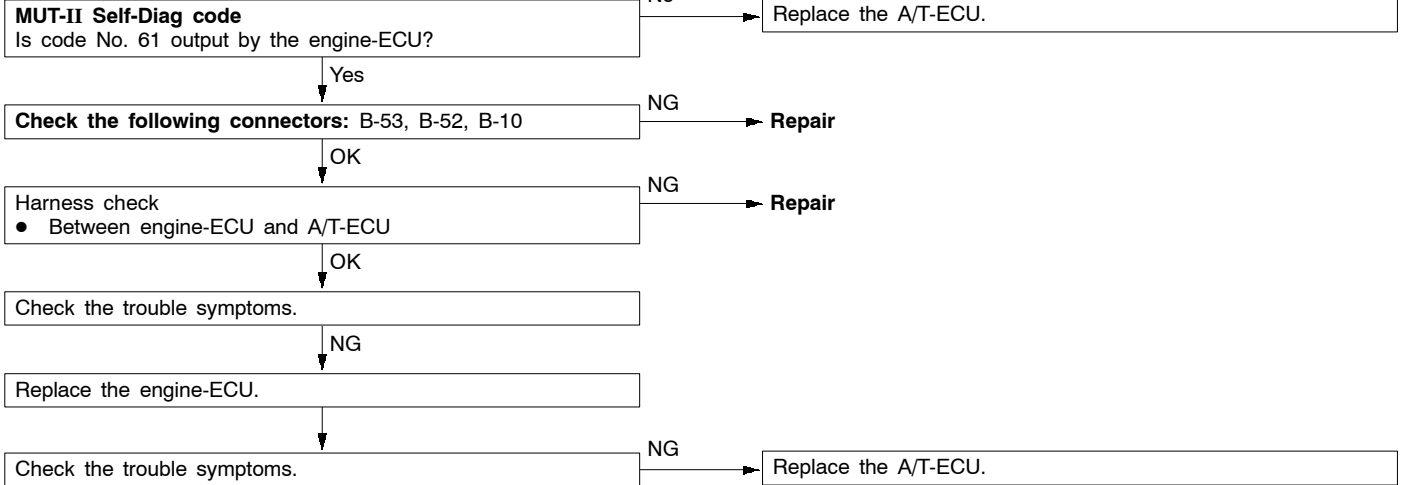 MUT-II Self-Diag code
Is code No. 61 output by the engine-ECU?
No
Replace the A/T-ECU.
Yes
Check the following connectors: B-53, B-52, B-10
NG
Repair
OK
Harness check
● Between engine-ECU and A/T-ECU
NG
Repair
OK
Check the trouble symptoms.
NG
Replace the engine-ECU.
Check the trouble symptoms.
NG
Replace the A/T-ECU.